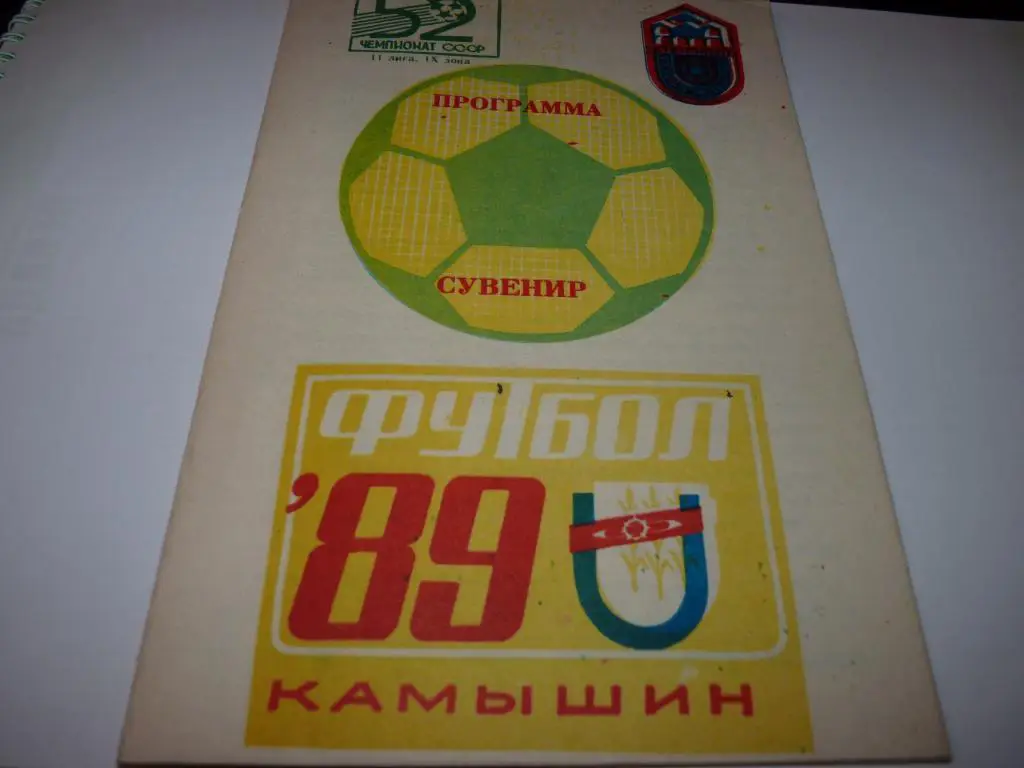 52
ЧЕМПИОНАТ СССР
II лига, IX зона
ПРОГРАММА
СУВЕНИР
ФУТБОЛ
'89
КАМЫШИН